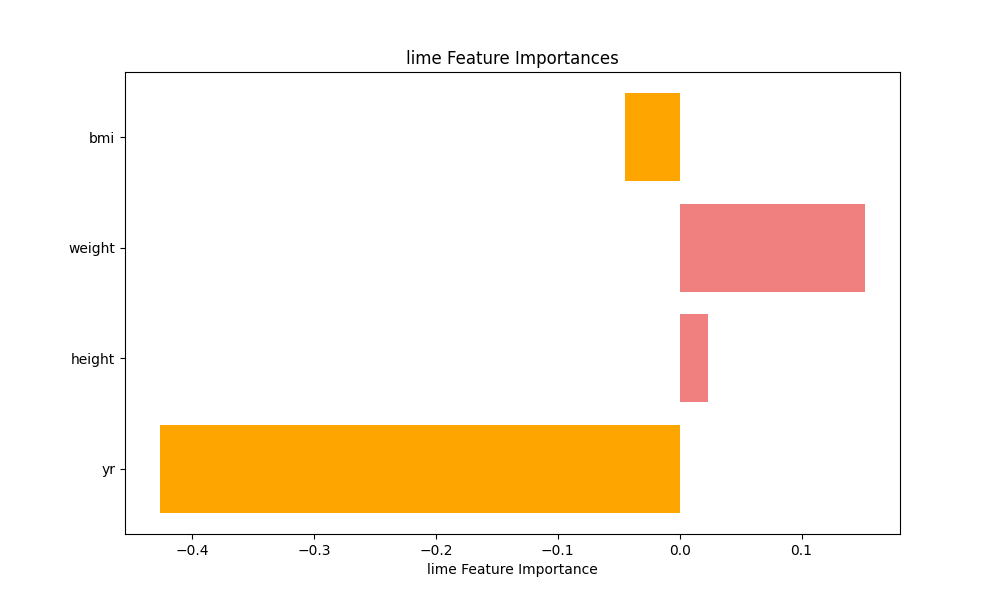 lime Feature Importances
bmi
weight
height
yr
−0.4 −0.3 −0.2 −0.1 0.0 0.1
lime Feature Importance